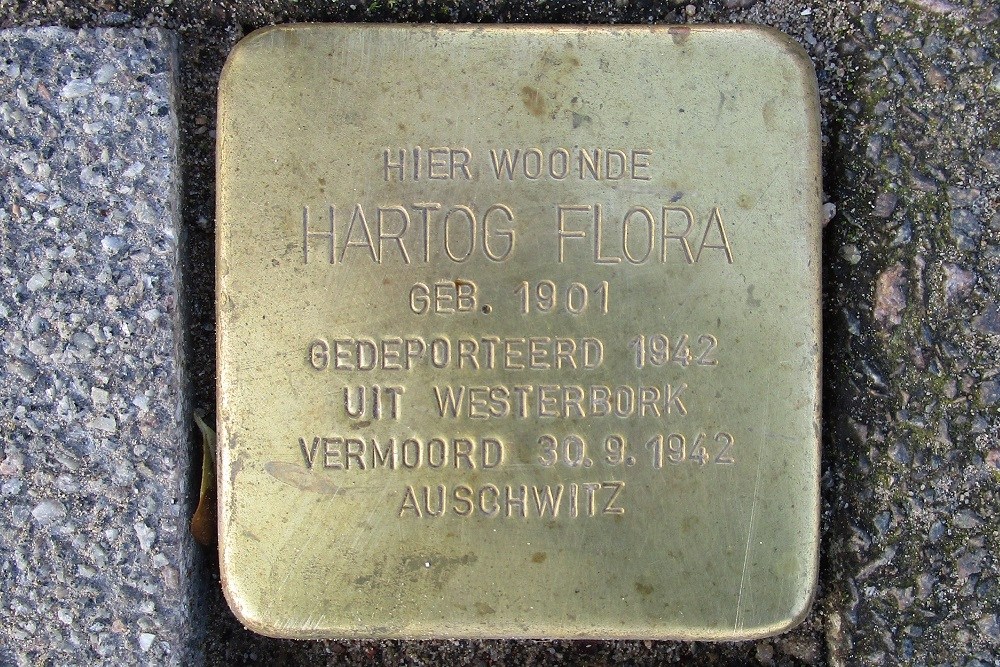 HIER WOONDE
HARTOG FLORA
GEB. 1901
GEDEPORTEERD 1942
UIT WESTERBORK
VERMOORD 30.9.1942
AUSCHWITZ